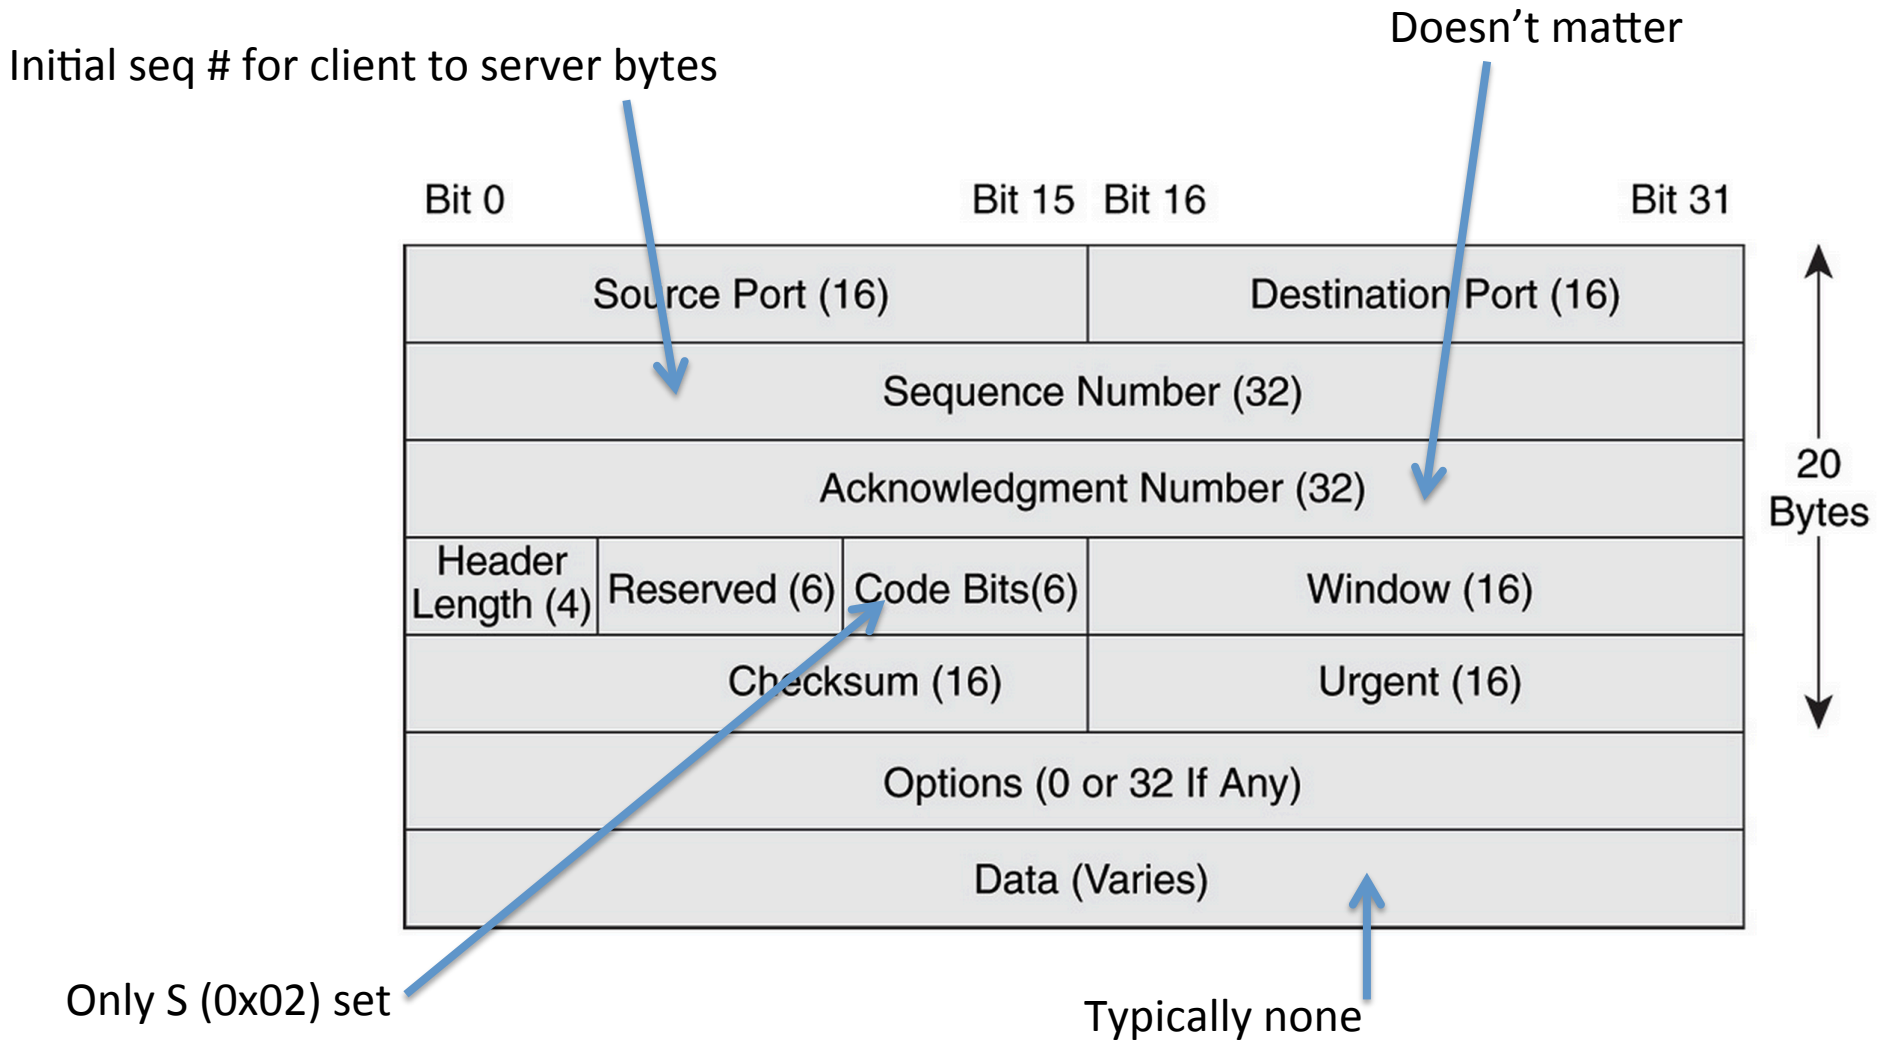 Doesn't matter
Initial seq # for client to server bytes
Bit 0
Bit 15
Bit 16
Bit 31
Source Port (16)
Destination Port (16)
Sequence Number (32)
Acknowledgment Number (32)
20
Bytes
Header
Length (4)
Reserved (6)
Code Bits(6)
Window (16)
Checksum (16)
Urgent (16)
Options (0 or 32 If Any)
Data (Varies)
Only S (0x02) set
Typically none